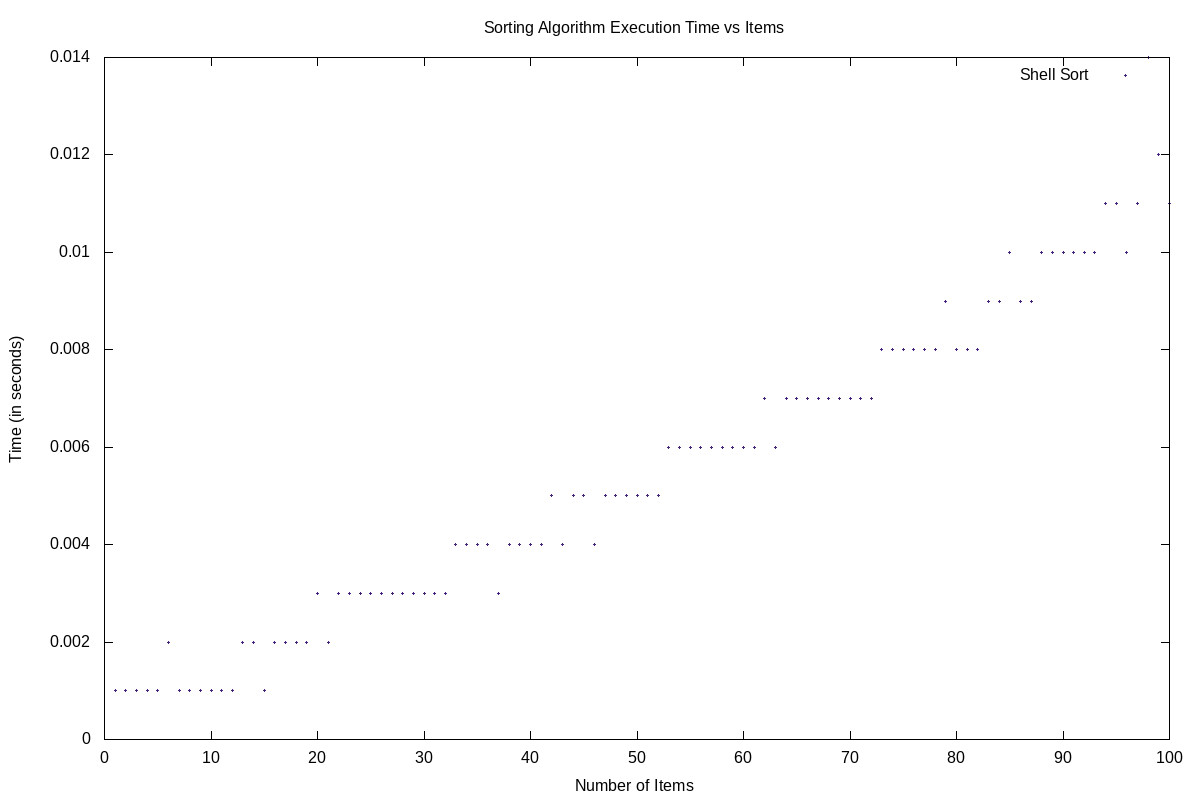 Sorting Algorithm Execution Time vs Items
0.014
Shell Sort
0.012
0.01
0.008
Time (in seconds)
0.006
0.004
0.002
0
0 10 20 30 40 50 60 70 80 90 100
Number of Items